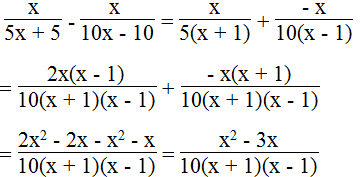 x/(5x + 5) - x/(10x - 10) = x/(5(x + 1)) + (- x)/(10(x - 1))
= 2x(x - 1)/(10(x + 1)(x - 1)) + (- x(x + 1))/(10(x + 1)(x - 1))
= (2x² - 2x - x² - x)/(10(x + 1)(x - 1)) = (x² - 3x)/(10(x + 1)(x - 1))